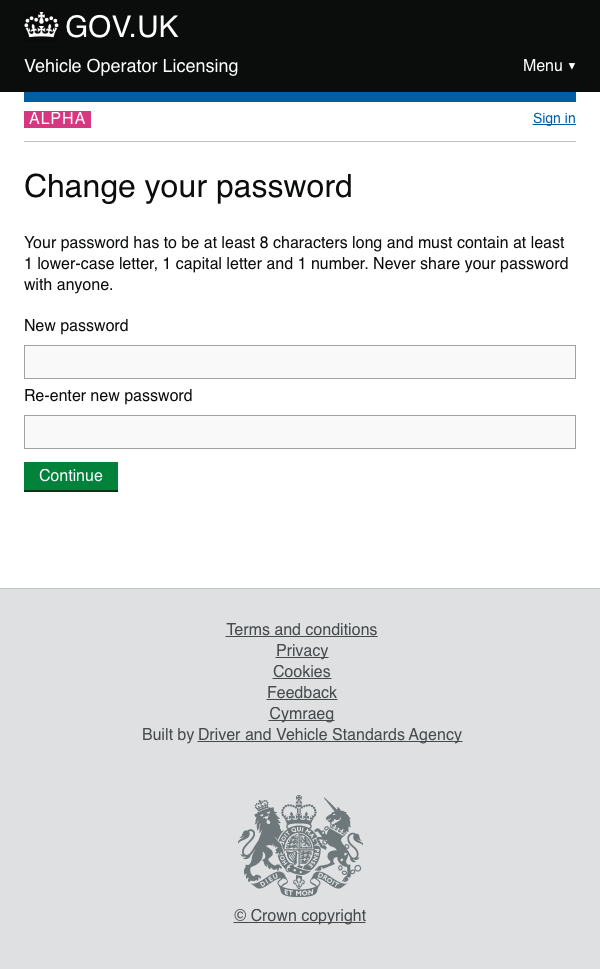 GOV.UK
Vehicle Operator Licensing
Menu ▼
ALPHA
Sign in
Change your password
Your password has to be at least 8 characters long and must contain at least
1 lower-case letter, 1 capital letter and 1 number. Never share your password
with anyone.
New password
Re-enter new password
Continue
Terms and conditions
Privacy
Cookies
Feedback
Cymraeg
Built by Driver and Vehicle Standards Agency
DIEU ET MON DROIT
© Crown copyright